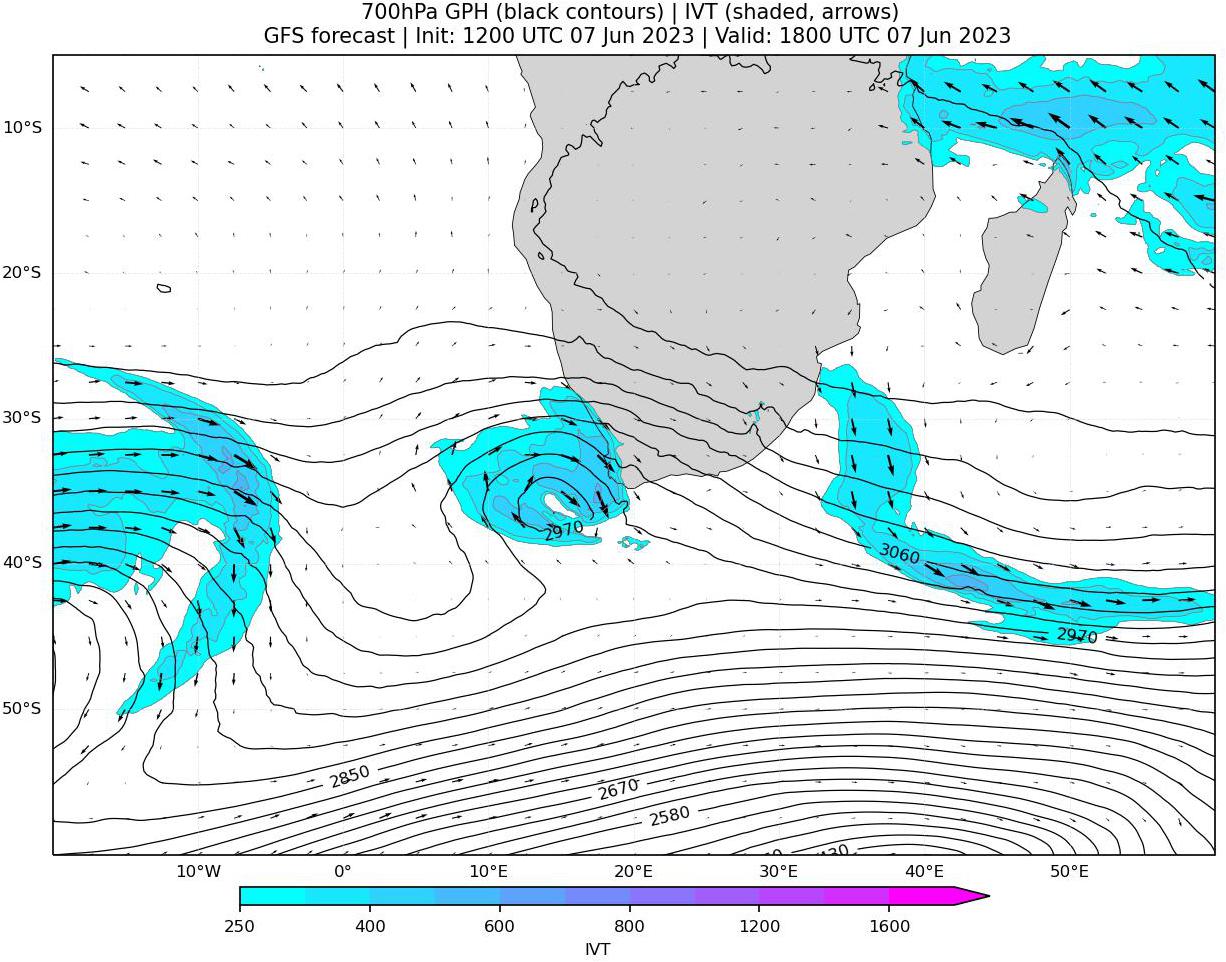 700hPa GPH (black contours) | IVT (shaded, arrows)
GFS forecast | Init: 1200 UTC 07 Jun 2023 | Valid: 1800 UTC 07 Jun 2023
10°S
20°S
30°S
2970
40°S
3060
2970
50°S
2850
2670
2580
10°W 0° 10°E 20°E 30°E 40°E 50°E
250 400 600 800 1200 1600
IVT